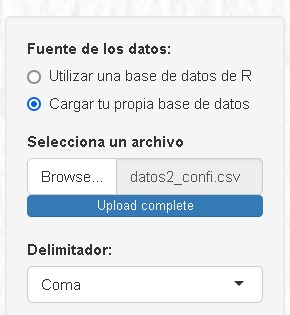 Fuente de los datos:
Utilizar una base de datos de R
Cargar tu propia base de datos
Selecciona un archivo
Browse... datos2_confi.csv
Upload complete
Delimitador:
Coma